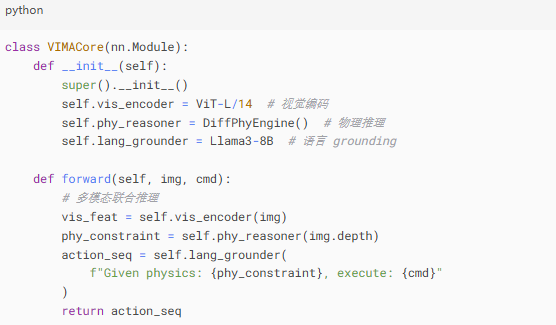 python
class VIMACore(nn.Module):
    def __init__(self):
        super().__init__()
        self.vis_encoder = ViT-L/14  # 视觉编码
        self.phy_reasoner = DiffPhyEngine()  # 物理推理
        self.lang_grounder = Llama3-8B  # 语言 grounding
    def forward(self, img, cmd):
        # 多模态联合推理
        vis_feat = self.vis_encoder(img)
        phy_constraint = self.phy_reasoner(img.depth)
        action_seq = self.lang_grounder(
            f"Given physics: {phy_constraint}, execute: {cmd}"
        )
        return action_seq